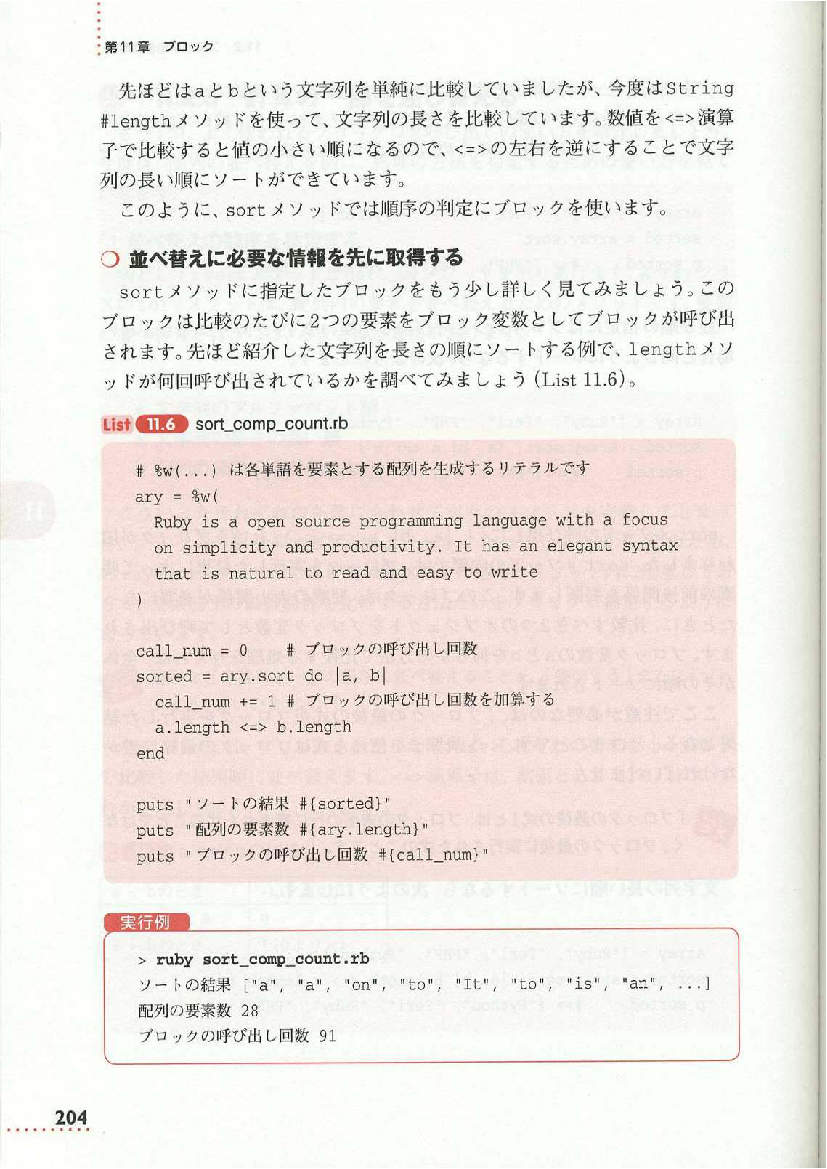 第11章 ブロック
先ほどはaとbという文字列を単純に比較していましたが、今度はString
#lengthメソッドを使って、文字列の長さを比較しています。数値を<=>演算
子で比較すると値の小さい順になるので、<=>の左右を逆にすることで文字
列の長い順にソートができています。
このように、sortメソッドでは順序の判定にブロックを使います。
並べ替えに必要な情報を先に取得する
sortメソッドに指定したブロックをもう少し詳しく見てみましょう。この
ブロックは比較のたびに2つの要素をブロック変数としてブロックが呼び出
されます。先ほど紹介した文字列を長さの順にソートする例で、lengthメソ
ッドが何回呼び出されているかを調べてみましょう(List 11.6)。
List 11.6 sort_comp_count.rb
# %w(...) は各単語を要素とする配列を生成するリテラルです
ary = %w(
Ruby is a open source programming language with a focus
on simplicity and productivity. It has an elegant syntax
that is natural to read and easy to write
)
call_num = 0 # ブロックの呼び出し回数
sorted = ary.sort do |a, b|
call_num += 1 # ブロックの呼び出し回数を加算する
a.length <=> b.length
end
puts "ソートの結果 #{sorted}"
puts "配列の要素数 #{ary.length}"
puts "ブロックの呼び出し回数 #{call_num}"
実行例
> ruby sort_comp_count.rb
ソートの結果 ["a", "a", "on", "to", "It", "to", "is", "an", ...]
配列の要素数 28
ブロックの呼び出し回数 91
204